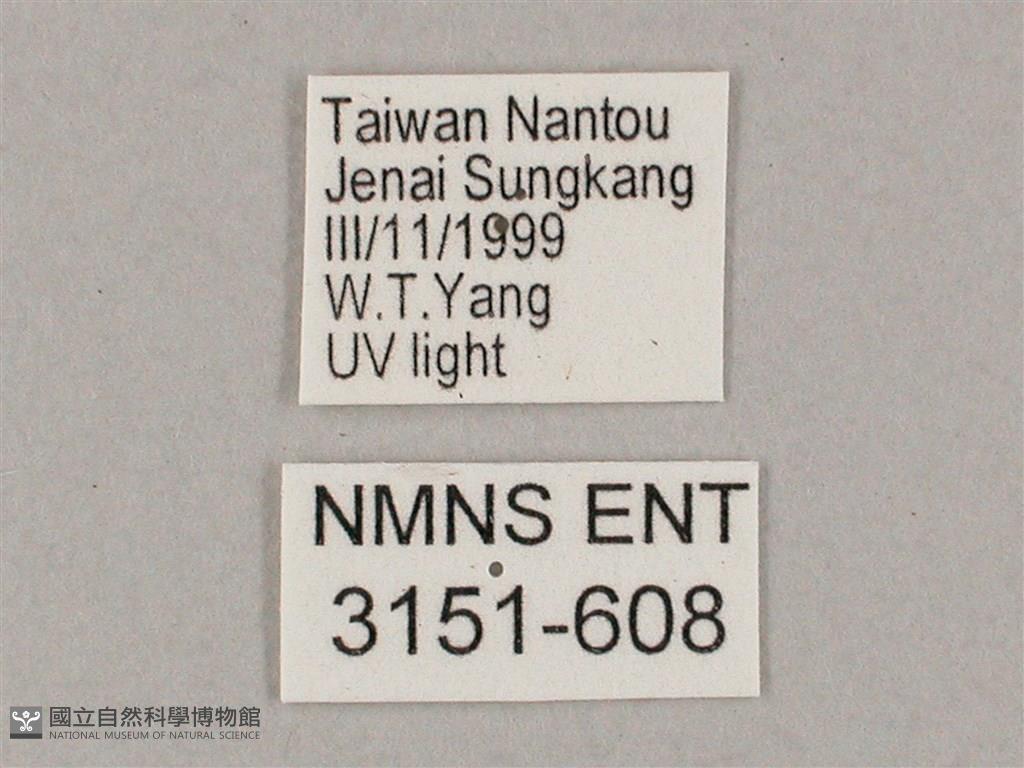 Taiwan Nantou
Jenai Sungkang
III/11/1999
W.T.Yang
UV light
NMNS ENT
3151-608
國立自然科學博物館
NATIONAL MUSEUM OF NATURAL SCIENCE